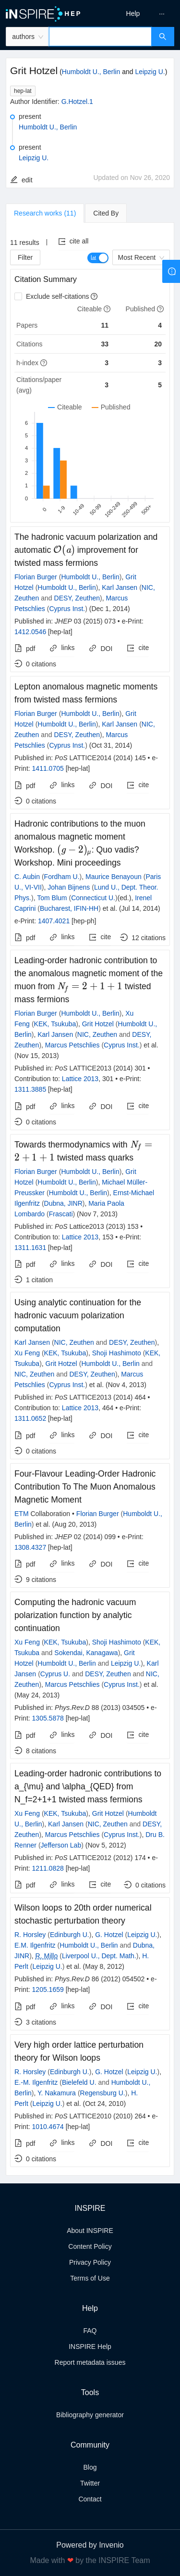 iNSPIRE HEP
Help
...
authors
Grit Hotzel (Humboldt U., Berlin and Leipzig U.)
hep-lat
Author Identifier: G.Hotzel.1
present
Humboldt U., Berlin
present
Leipzig U.
edit
Updated on Nov 26, 2020
Research works (11)
Cited By
11 results | cite all
Filter
Most Recent
Citation Summary
Exclude self-citations
Citeable Published
Papers 11 4
Citations 33 20
h-index 3 3
Citations/paper
(avg) 3 5
Citeable Published
6
5
4
3
2
1
0
0 1-9 10-49 50-99 100-249 250-499 500+
The hadronic vacuum polarization and
automatic O(a) improvement for
twisted mass fermions
Florian Burger (Humboldt U., Berlin), Grit
Hotzel (Humboldt U., Berlin), Karl Jansen (NIC,
Zeuthen and DESY, Zeuthen), Marcus
Petschlies (Cyprus Inst.) (Dec 1, 2014)
Published in: JHEP 03 (2015) 073 • e-Print:
1412.0546 [hep-lat]
pdf links DOI cite
0 citations
Lepton anomalous magnetic moments
from twisted mass fermions
Florian Burger (Humboldt U., Berlin), Grit
Hotzel (Humboldt U., Berlin), Karl Jansen (NIC,
Zeuthen and DESY, Zeuthen), Marcus
Petschlies (Cyprus Inst.) (Oct 31, 2014)
Published in: PoS LATTICE2014 (2014) 145 • e-
Print: 1411.0705 [hep-lat]
pdf links DOI cite
0 citations
Hadronic contributions to the muon
anomalous magnetic moment
Workshop. (g − 2)μ: Quo vadis?
Workshop. Mini proceedings
C. Aubin (Fordham U.), Maurice Benayoun (Paris
U., VI-VII), Johan Bijnens (Lund U., Dept. Theor.
Phys.), Tom Blum (Connecticut U.)(ed.), Irenel
Caprini (Bucharest, IFIN-HH) et al. (Jul 14, 2014)
e-Print: 1407.4021 [hep-ph]
pdf links cite 12 citations
Leading-order hadronic contribution to
the anomalous magnetic moment of the
muon from Nf = 2 + 1 + 1 twisted
mass fermions
Florian Burger (Humboldt U., Berlin), Xu
Feng (KEK, Tsukuba), Grit Hotzel (Humboldt U.,
Berlin), Karl Jansen (NIC, Zeuthen and DESY,
Zeuthen), Marcus Petschlies (Cyprus Inst.) et al.
(Nov 15, 2013)
Published in: PoS LATTICE2013 (2014) 301 •
Contribution to: Lattice 2013, 301 • e-Print:
1311.3885 [hep-lat]
pdf links DOI cite
0 citations
Towards thermodynamics with Nf =
2 + 1 + 1 twisted mass quarks
Florian Burger (Humboldt U., Berlin), Grit
Hotzel (Humboldt U., Berlin), Michael Müller-
Preussker (Humboldt U., Berlin), Ernst-Michael
Ilgenfritz (Dubna, JINR), Maria Paola
Lombardo (Frascati) (Nov 7, 2013)
Published in: PoS Lattice2013 (2013) 153 •
Contribution to: Lattice 2013, 153 • e-Print:
1311.1631 [hep-lat]
pdf links DOI cite
1 citation
Using analytic continuation for the
hadronic vacuum polarization
computation
Karl Jansen (NIC, Zeuthen and DESY, Zeuthen),
Xu Feng (KEK, Tsukuba), Shoji Hashimoto (KEK,
Tsukuba), Grit Hotzel (Humboldt U., Berlin and
NIC, Zeuthen and DESY, Zeuthen), Marcus
Petschlies (Cyprus Inst.) et al. (Nov 4, 2013)
Published in: PoS LATTICE2013 (2014) 464 •
Contribution to: Lattice 2013, 464 • e-Print:
1311.0652 [hep-lat]
pdf links DOI cite
0 citations
Four-Flavour Leading-Order Hadronic
Contribution To The Muon Anomalous
Magnetic Moment
ETM Collaboration • Florian Burger (Humboldt U.,
Berlin) et al. (Aug 20, 2013)
Published in: JHEP 02 (2014) 099 • e-Print:
1308.4327 [hep-lat]
pdf links DOI cite
9 citations
Computing the hadronic vacuum
polarization function by analytic
continuation
Xu Feng (KEK, Tsukuba), Shoji Hashimoto (KEK,
Tsukuba and Sokendai, Kanagawa), Grit
Hotzel (Humboldt U., Berlin and Leipzig U.), Karl
Jansen (Cyprus U. and DESY, Zeuthen and NIC,
Zeuthen), Marcus Petschlies (Cyprus Inst.) et al.
(May 24, 2013)
Published in: Phys.Rev.D 88 (2013) 034505 • e-
Print: 1305.5878 [hep-lat]
pdf links DOI cite
8 citations
Leading-order hadronic contributions to
a_{\mu} and \alpha_{QED} from
N_f=2+1+1 twisted mass fermions
Xu Feng (KEK, Tsukuba), Grit Hotzel (Humboldt
U., Berlin), Karl Jansen (NIC, Zeuthen and DESY,
Zeuthen), Marcus Petschlies (Cyprus Inst.), Dru B.
Renner (Jefferson Lab) (Nov 5, 2012)
Published in: PoS LATTICE2012 (2012) 174 • e-
Print: 1211.0828 [hep-lat]
pdf links cite 0 citations
Wilson loops to 20th order numerical
stochastic perturbation theory
R. Horsley (Edinburgh U.), G. Hotzel (Leipzig U.),
E.M. Ilgenfritz (Humboldt U., Berlin and Dubna,
JINR), R. Millo (Liverpool U., Dept. Math.), H.
Perlt (Leipzig U.) et al. (May 8, 2012)
Published in: Phys.Rev.D 86 (2012) 054502 • e-
Print: 1205.1659 [hep-lat]
pdf links DOI cite
3 citations
Very high order lattice perturbation
theory for Wilson loops
R. Horsley (Edinburgh U.), G. Hotzel (Leipzig U.),
E.-M. Ilgenfritz (Bielefeld U. and Humboldt U.,
Berlin), Y. Nakamura (Regensburg U.), H.
Perlt (Leipzig U.) et al. (Oct 24, 2010)
Published in: PoS LATTICE2010 (2010) 264 • e-
Print: 1010.4674 [hep-lat]
pdf links DOI cite
0 citations
INSPIRE
About INSPIRE
Content Policy
Privacy Policy
Terms of Use
Help
FAQ
INSPIRE Help
Report metadata issues
Tools
Bibliography generator
Community
Blog
Twitter
Contact
Powered by Invenio
Made with ❤ by the INSPIRE Team